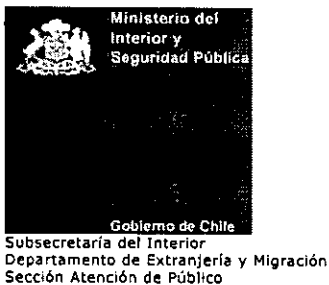 Ministerio del
Interior y
Seguridad Pública
Gobierno de Chile
Subsecretaría del Interior
Departamento de Extranjería y Migración
Sección Atención de Público